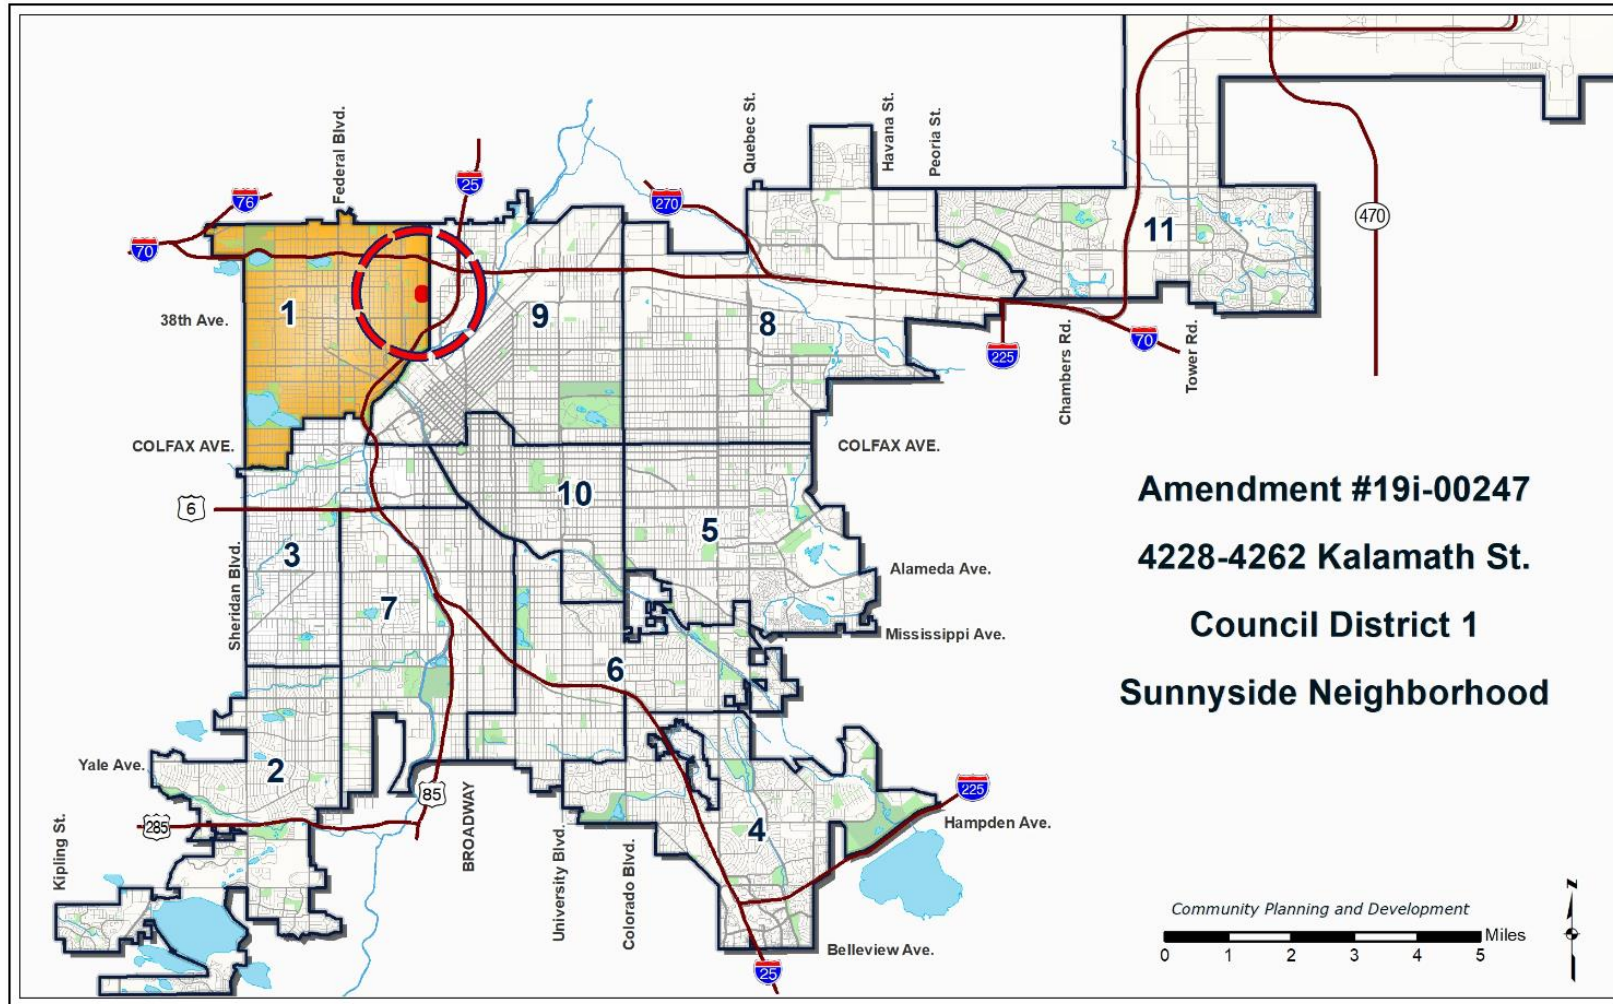 Federal Blvd.
Quebec St.
Havana St.
Peoria St.
76
25
270
70
470
11
1
9
8
38th Ave.
225
70
Chambers Rd.
Tower Rd.
COLFAX AVE.
COLFAX AVE.
6
10
5
3
Sheridan Blvd.
7
Alameda Ave.
Mississippi Ave.
6
Amendment #19i-00247
4228-4262 Kalamath St.
Council District 1
Sunnyside Neighborhood
Yale Ave.
2
85
BROADWAY
285
Kipling St.
University Blvd.
Colorado Blvd.
4
225
Hampden Ave.
Belleview Ave.
25
Community Planning and Development
Miles
0 1 2 3 4 5
N